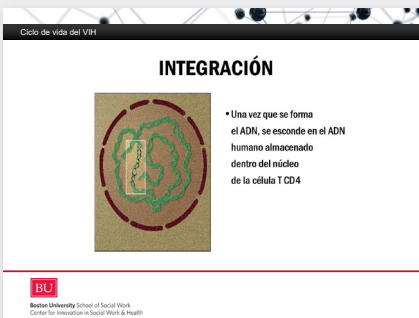 Ciclo de vida del VIH
INTEGRACIÓN
• Una vez que se forma
el ADN, se esconde en el ADN
humano almacenado
dentro del núcleo
de la célula T CD4
BU
Boston University School of Social Work
Center for Innovation in Social Work & Health